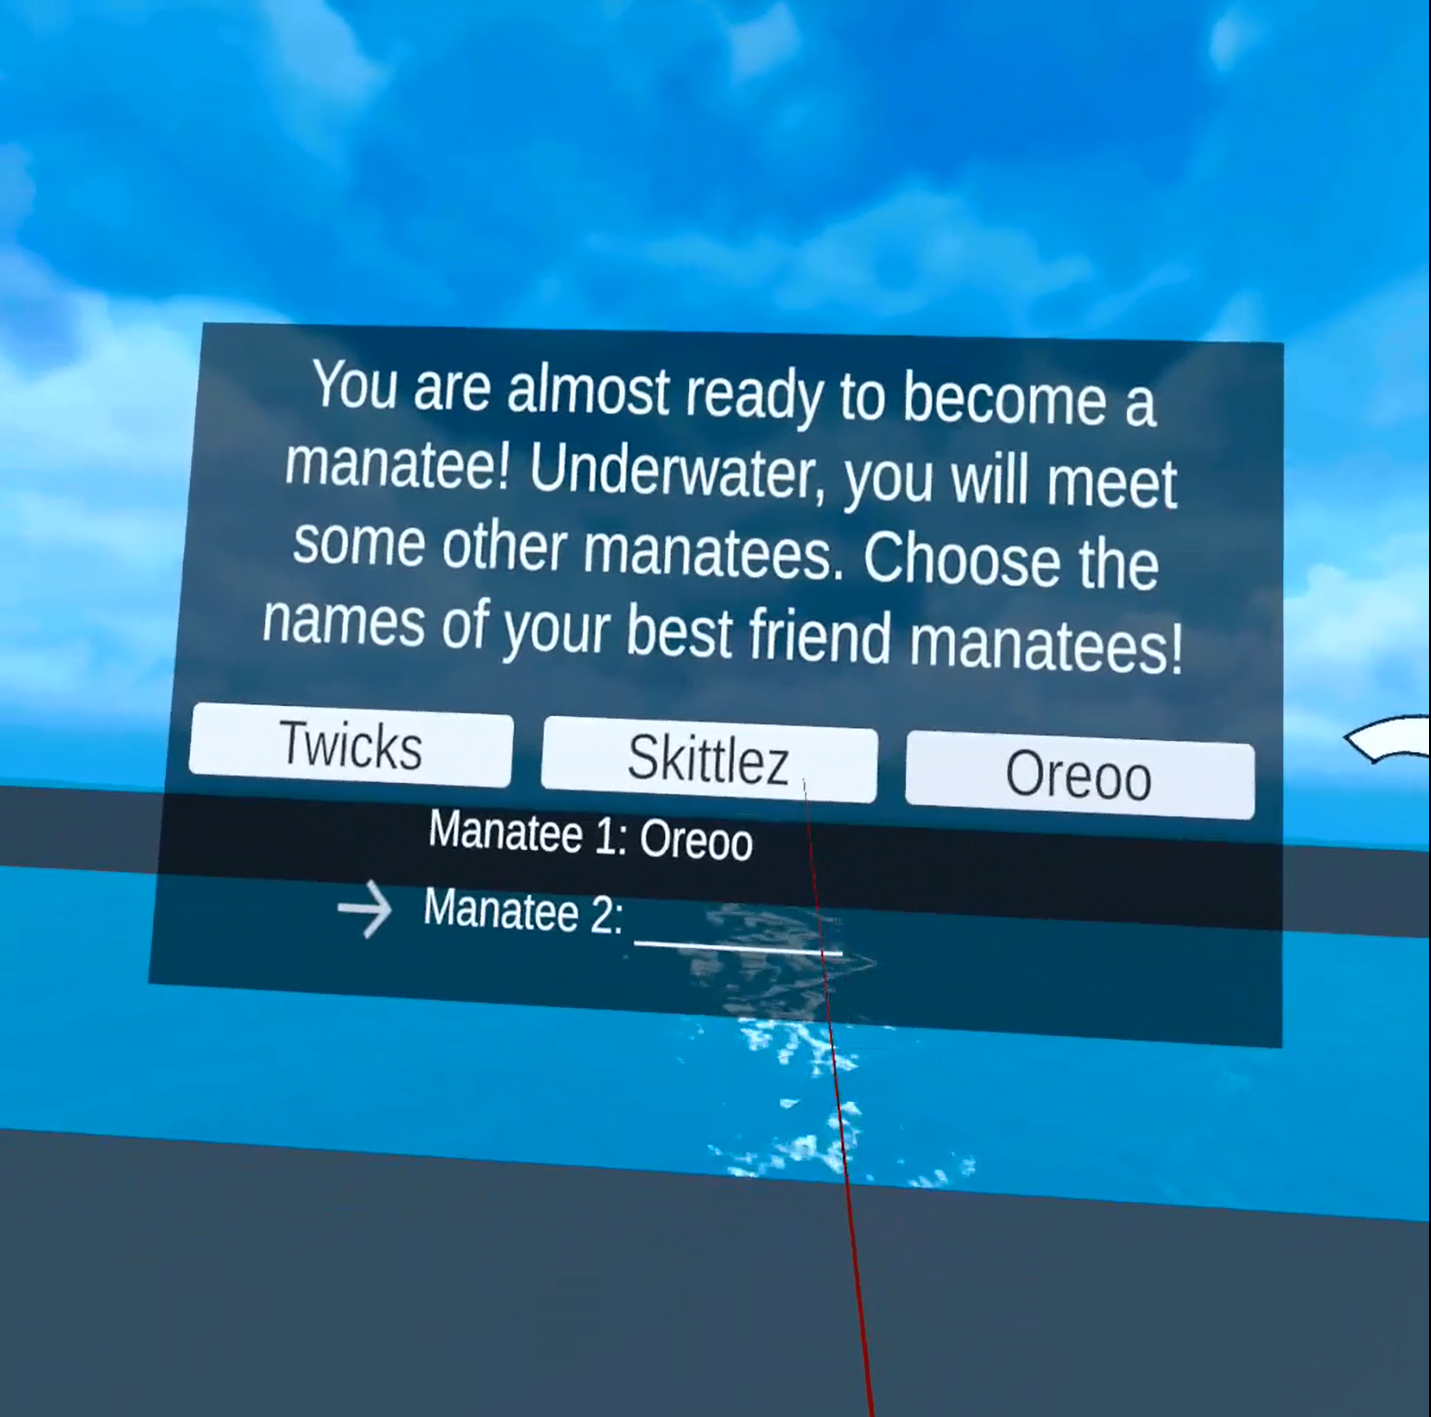 You are almost ready to become a
manatee! Underwater, you will meet
some other manatees. Choose the
names of your best friend manatees!
Twicks Skittlez Oreoo
Manatee 1: Oreoo
→ Manatee 2: ________